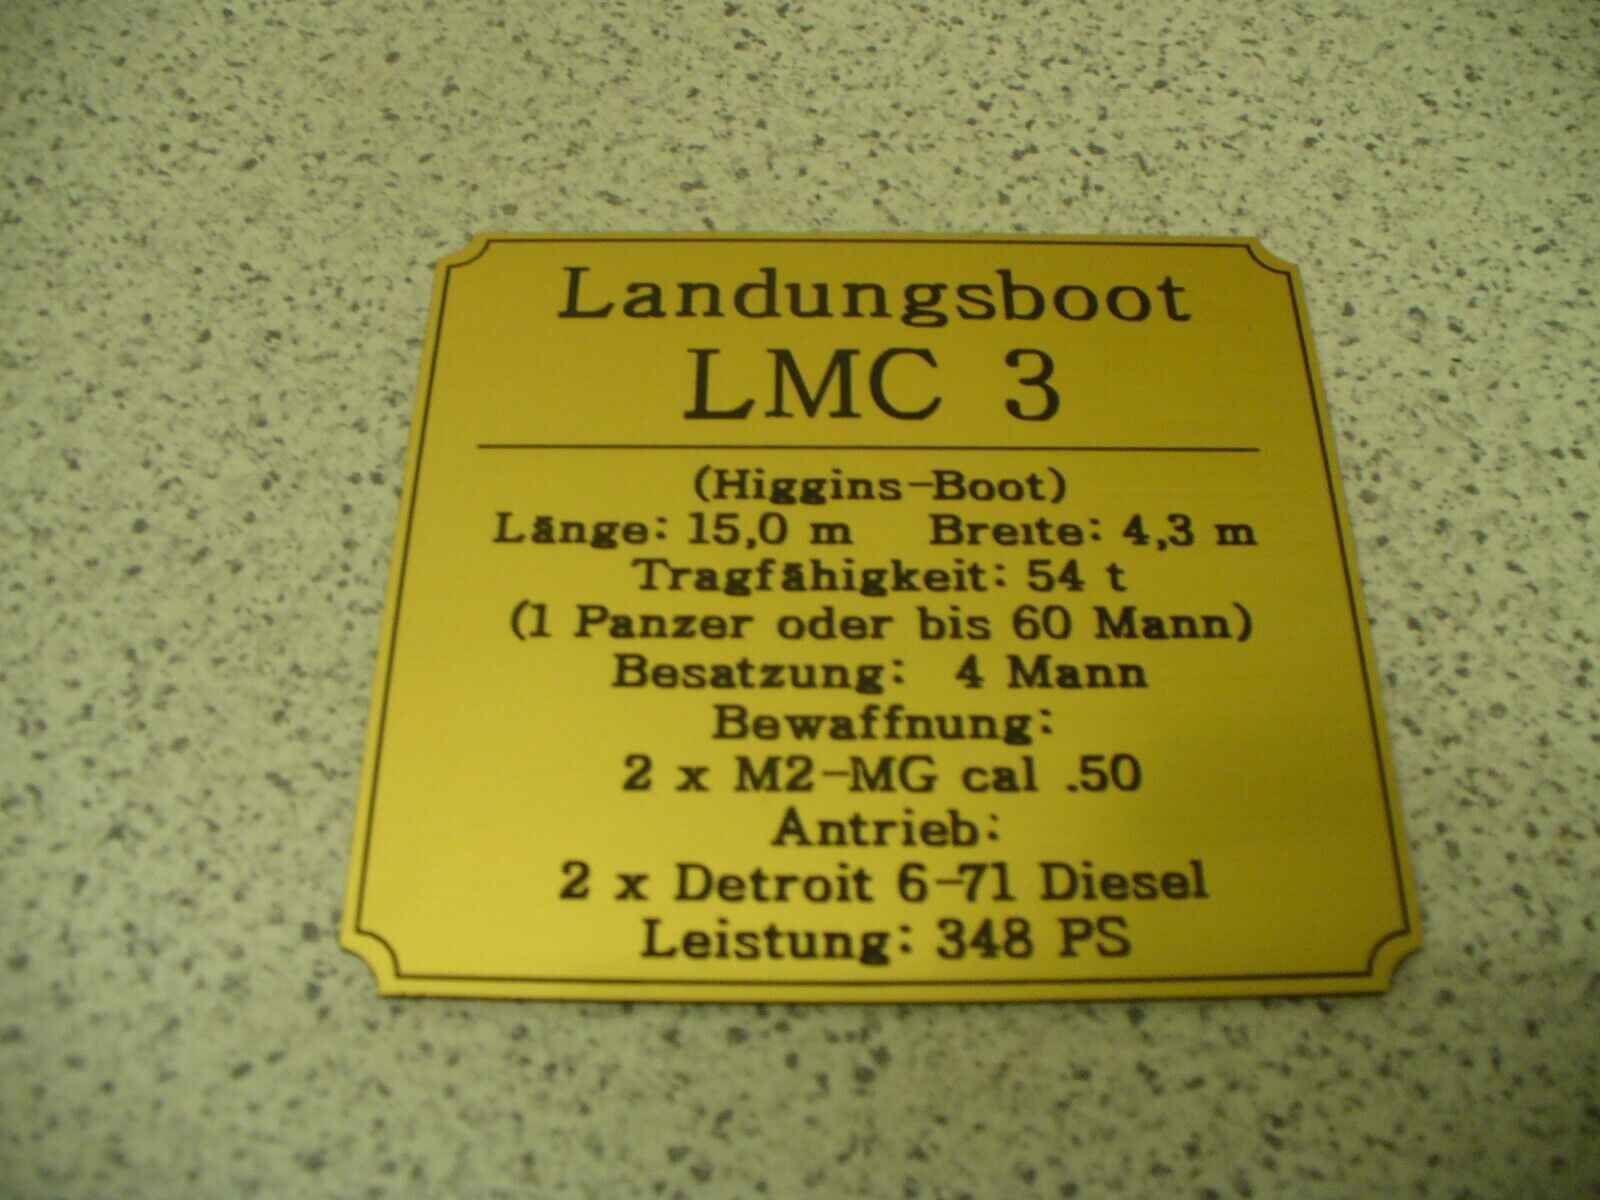 Landungsboot
LMC 3
(Higgins-Boot)
Länge: 15,0 m Breite: 4,3 m
Tragfähigkeit: 54 t
(1 Panzer oder bis 60 Mann)
Besatzung: 4 Mann
Bewaffnung:
2 x M2-MG cal .50
Antrieb:
2 x Detroit 6-71 Diesel
Leistung: 348 PS